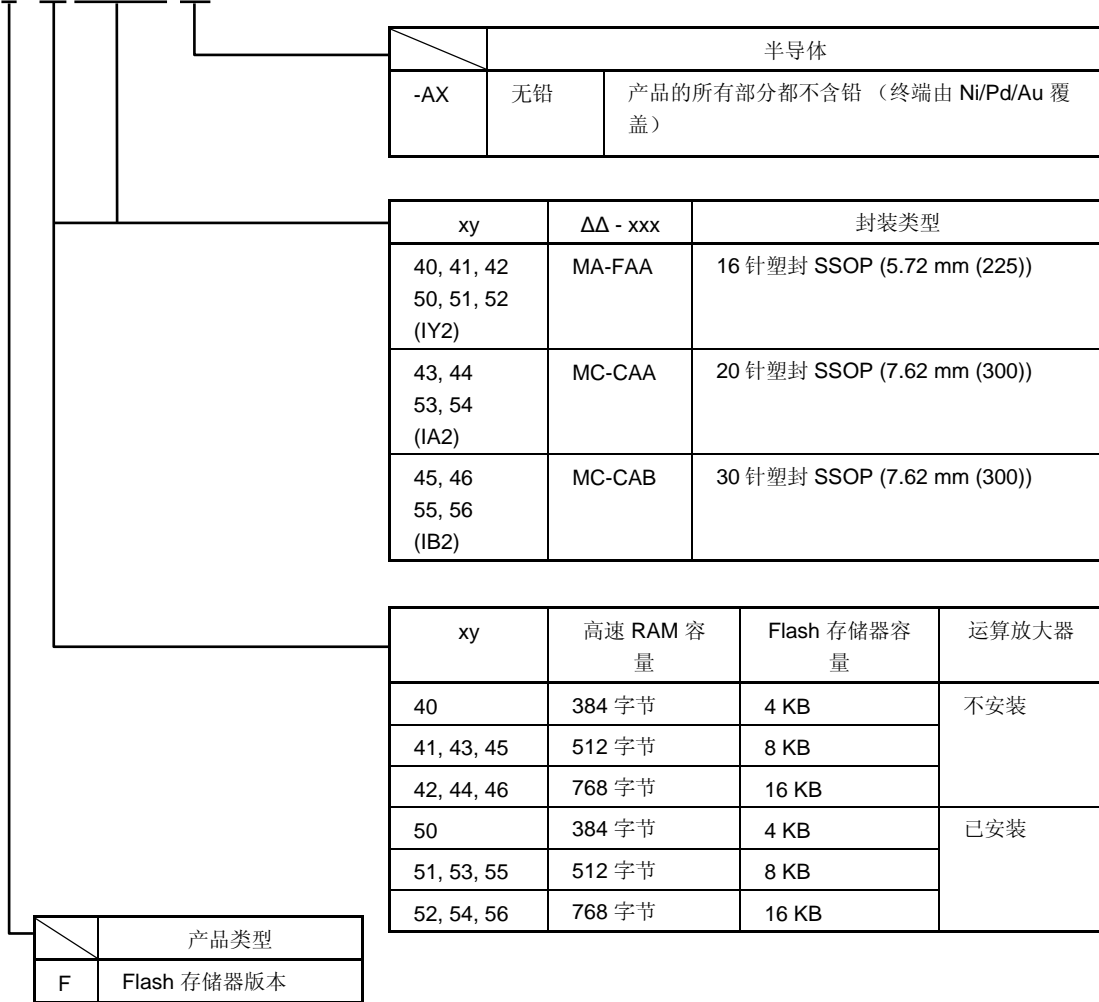 半导体
-AX 无铅 产品的所有部分都不含铅 （终端由 Ni/Pd/Au 覆
盖）
xy ΔΔ - xxx 封装类型
40, 41, 42 MA-FAA 16 针塑封 SSOP (5.72 mm (225))
50, 51, 52
(IY2)
43, 44 MC-CAA 20 针塑封 SSOP (7.62 mm (300))
53, 54
(IA2)
45, 46 MC-CAB 30 针塑封 SSOP (7.62 mm (300))
55, 56
(IB2)
xy 高速 RAM 容 Flash 存储器容 运算放大器
量 量
40 384 字节 4 KB 不安装
41, 43, 45 512 字节 8 KB
42, 44, 46 768 字节 16 KB
50 384 字节 4 KB 已安装
51, 53, 55 512 字节 8 KB
52, 54, 56 768 字节 16 KB
产品类型
F Flash 存储器版本